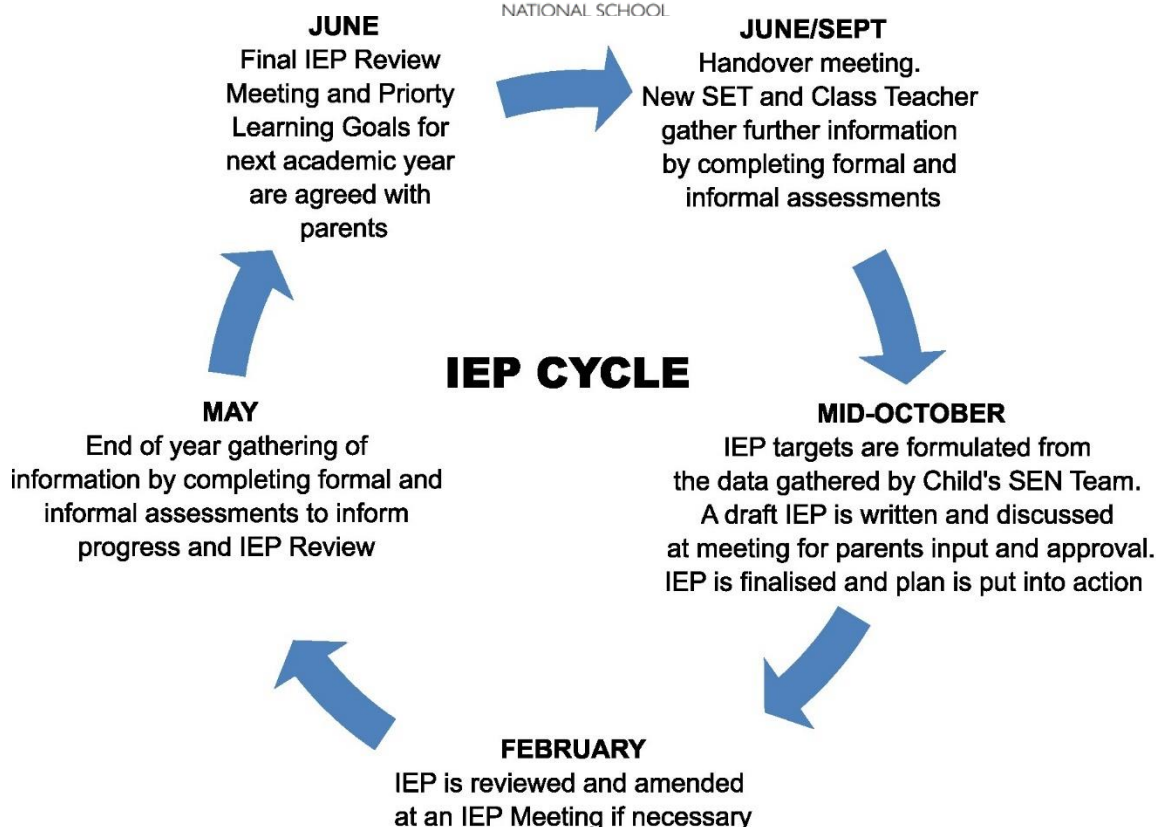 NATIONAL SCHOOL
JUNE
Final IEP Review
Meeting and Priorty
Learning Goals for
next academic year
are agreed with
parents
JUNE/SEPT
Handover meeting.
New SET and Class Teacher
gather further information
by completing formal and
informal assessments
IEP CYCLE
MID-OCTOBER
IEP targets are formulated from
the data gathered by Child's SEN Team.
A draft IEP is written and discussed
at meeting for parents input and approval.
IEP is finalised and plan is put into action
FEBRUARY
IEP is reviewed and amended
at an IEP Meeting if necessary
MAY
End of year gathering of
information by completing formal and
informal assessments to inform
progress and IEP Review